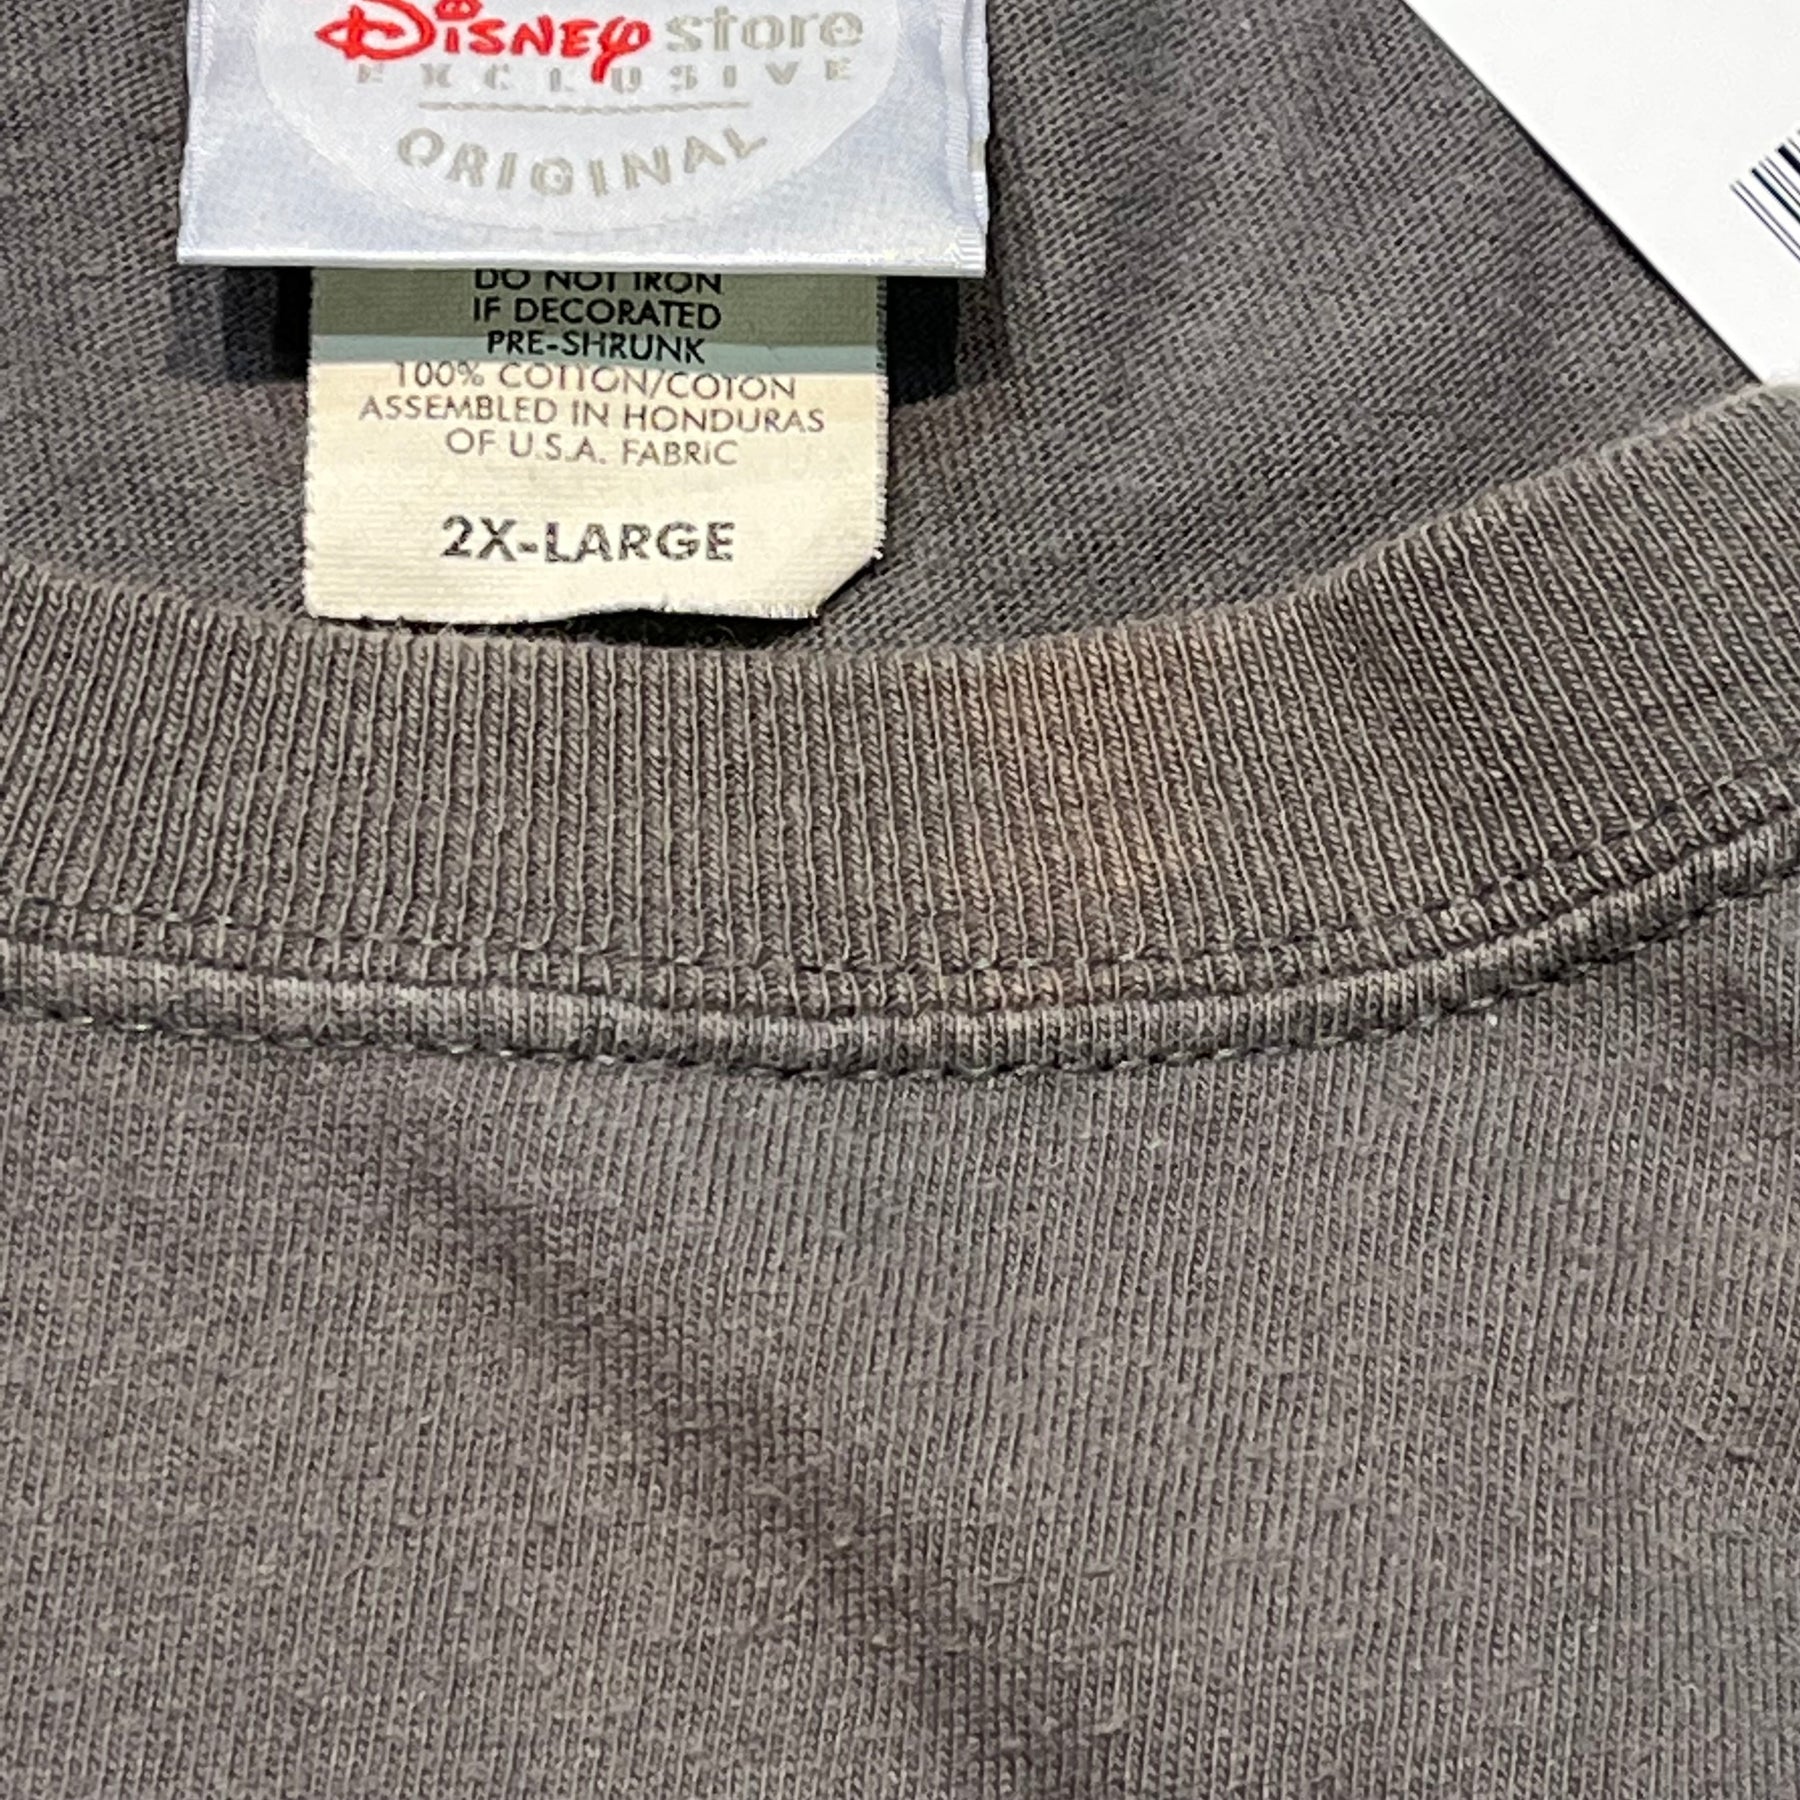 Disney store
EXCLUSIVE
ORIGINAL
DO NOT IRON
IF DECORATED
PRE-SHRUNK
100% COTTON/COTON
ASSEMBLED IN HONDURAS
OF U.S.A. FABRIC
2X-LARGE